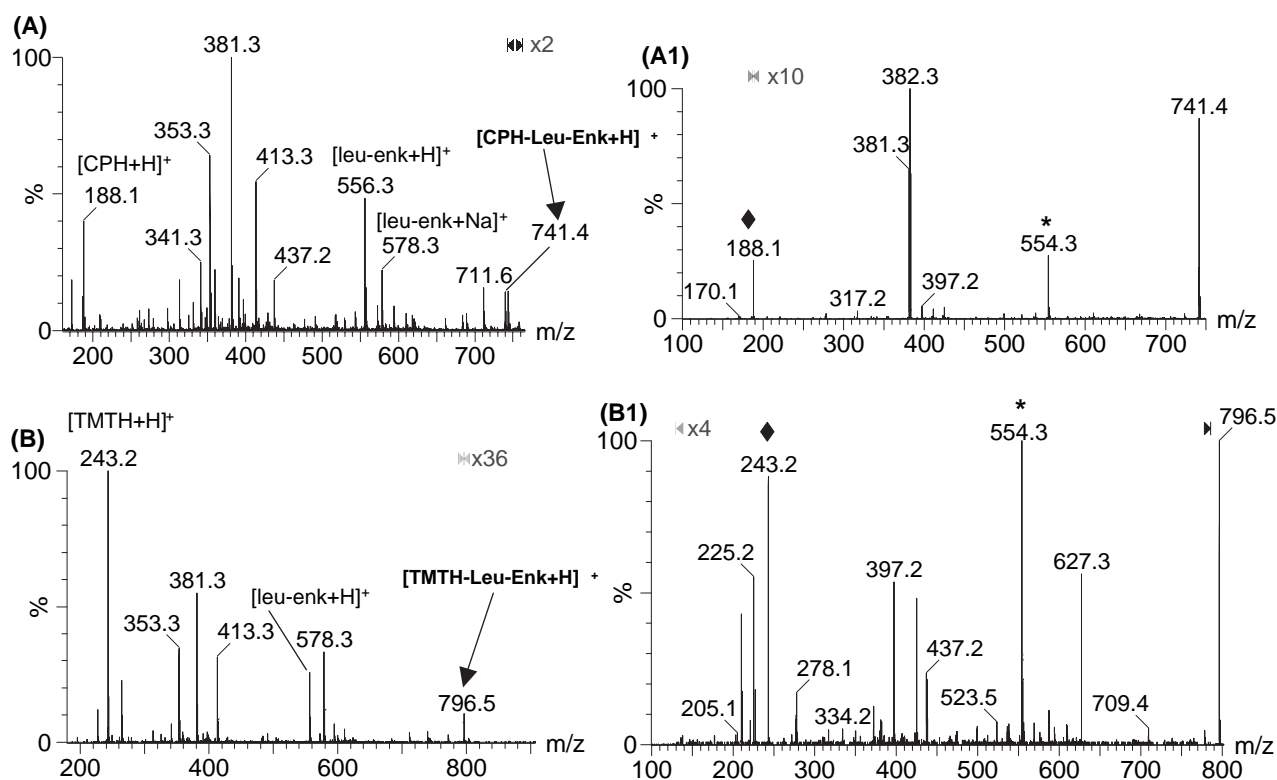 (A)
381.3
x2
100
353.3
[CPH+H]+
188.1
413.3
[leu-enk+H]+
556.3
[CPH-Leu-Enk+H] +
[leu-enk+Na]+
578.3
741.4
341.3
437.2
711.6
%
0
200 300 400 500 600 700
m/z
(A1)
x10
382.3
100
741.4
381.3
%
♦
188.1
*
554.3
170.1
317.2
397.2
0
100 200 300 400 500 600 700
m/z
[TMTH+H]+
(B)
243.2
x36
100
381.3
353.3
413.3
[leu-enk+H]+
578.3
[TMTH-Leu-Enk+H] +
796.5
%
0
200 400 600 800
m/z
(B1)
x4
♦
243.2
*
554.3
796.5
100
225.2
397.2
627.3
%
437.2
278.1
205.1
334.2
523.5
709.4
0
100 200 300 400 500 600 700 800
m/z